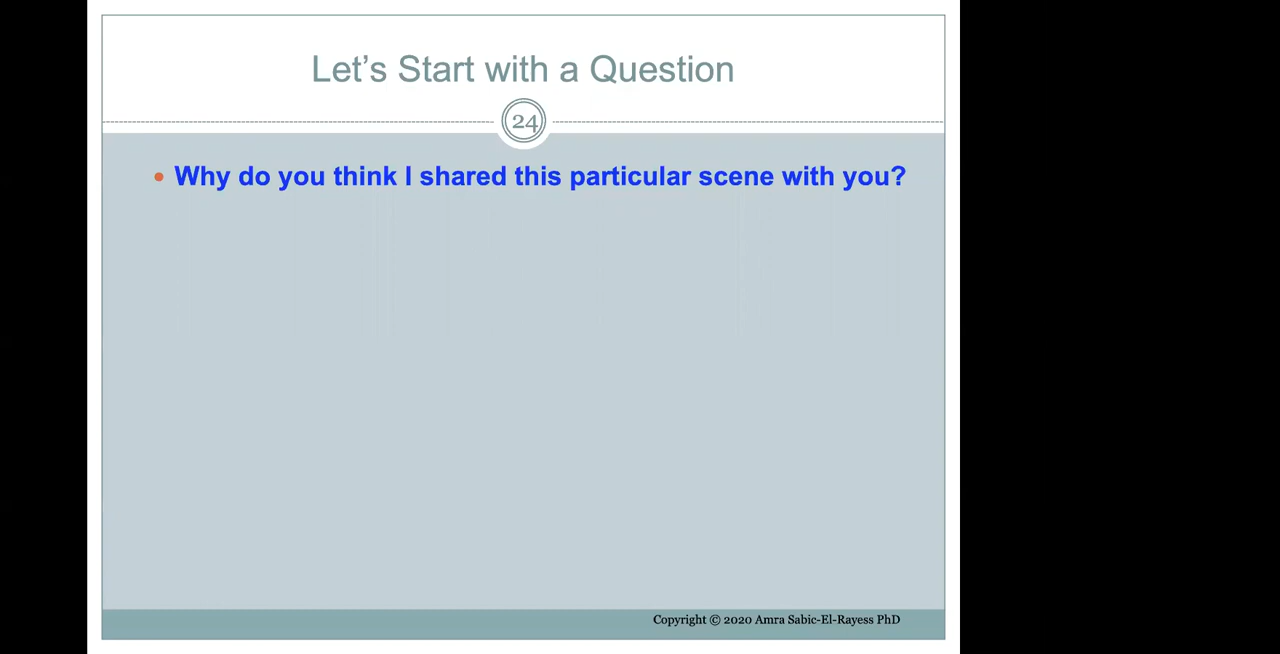 Let’s Start with a Question
24
• Why do you think I shared this particular scene with you?
Copyright © 2020 Amra Sabic-El-Rayess PhD